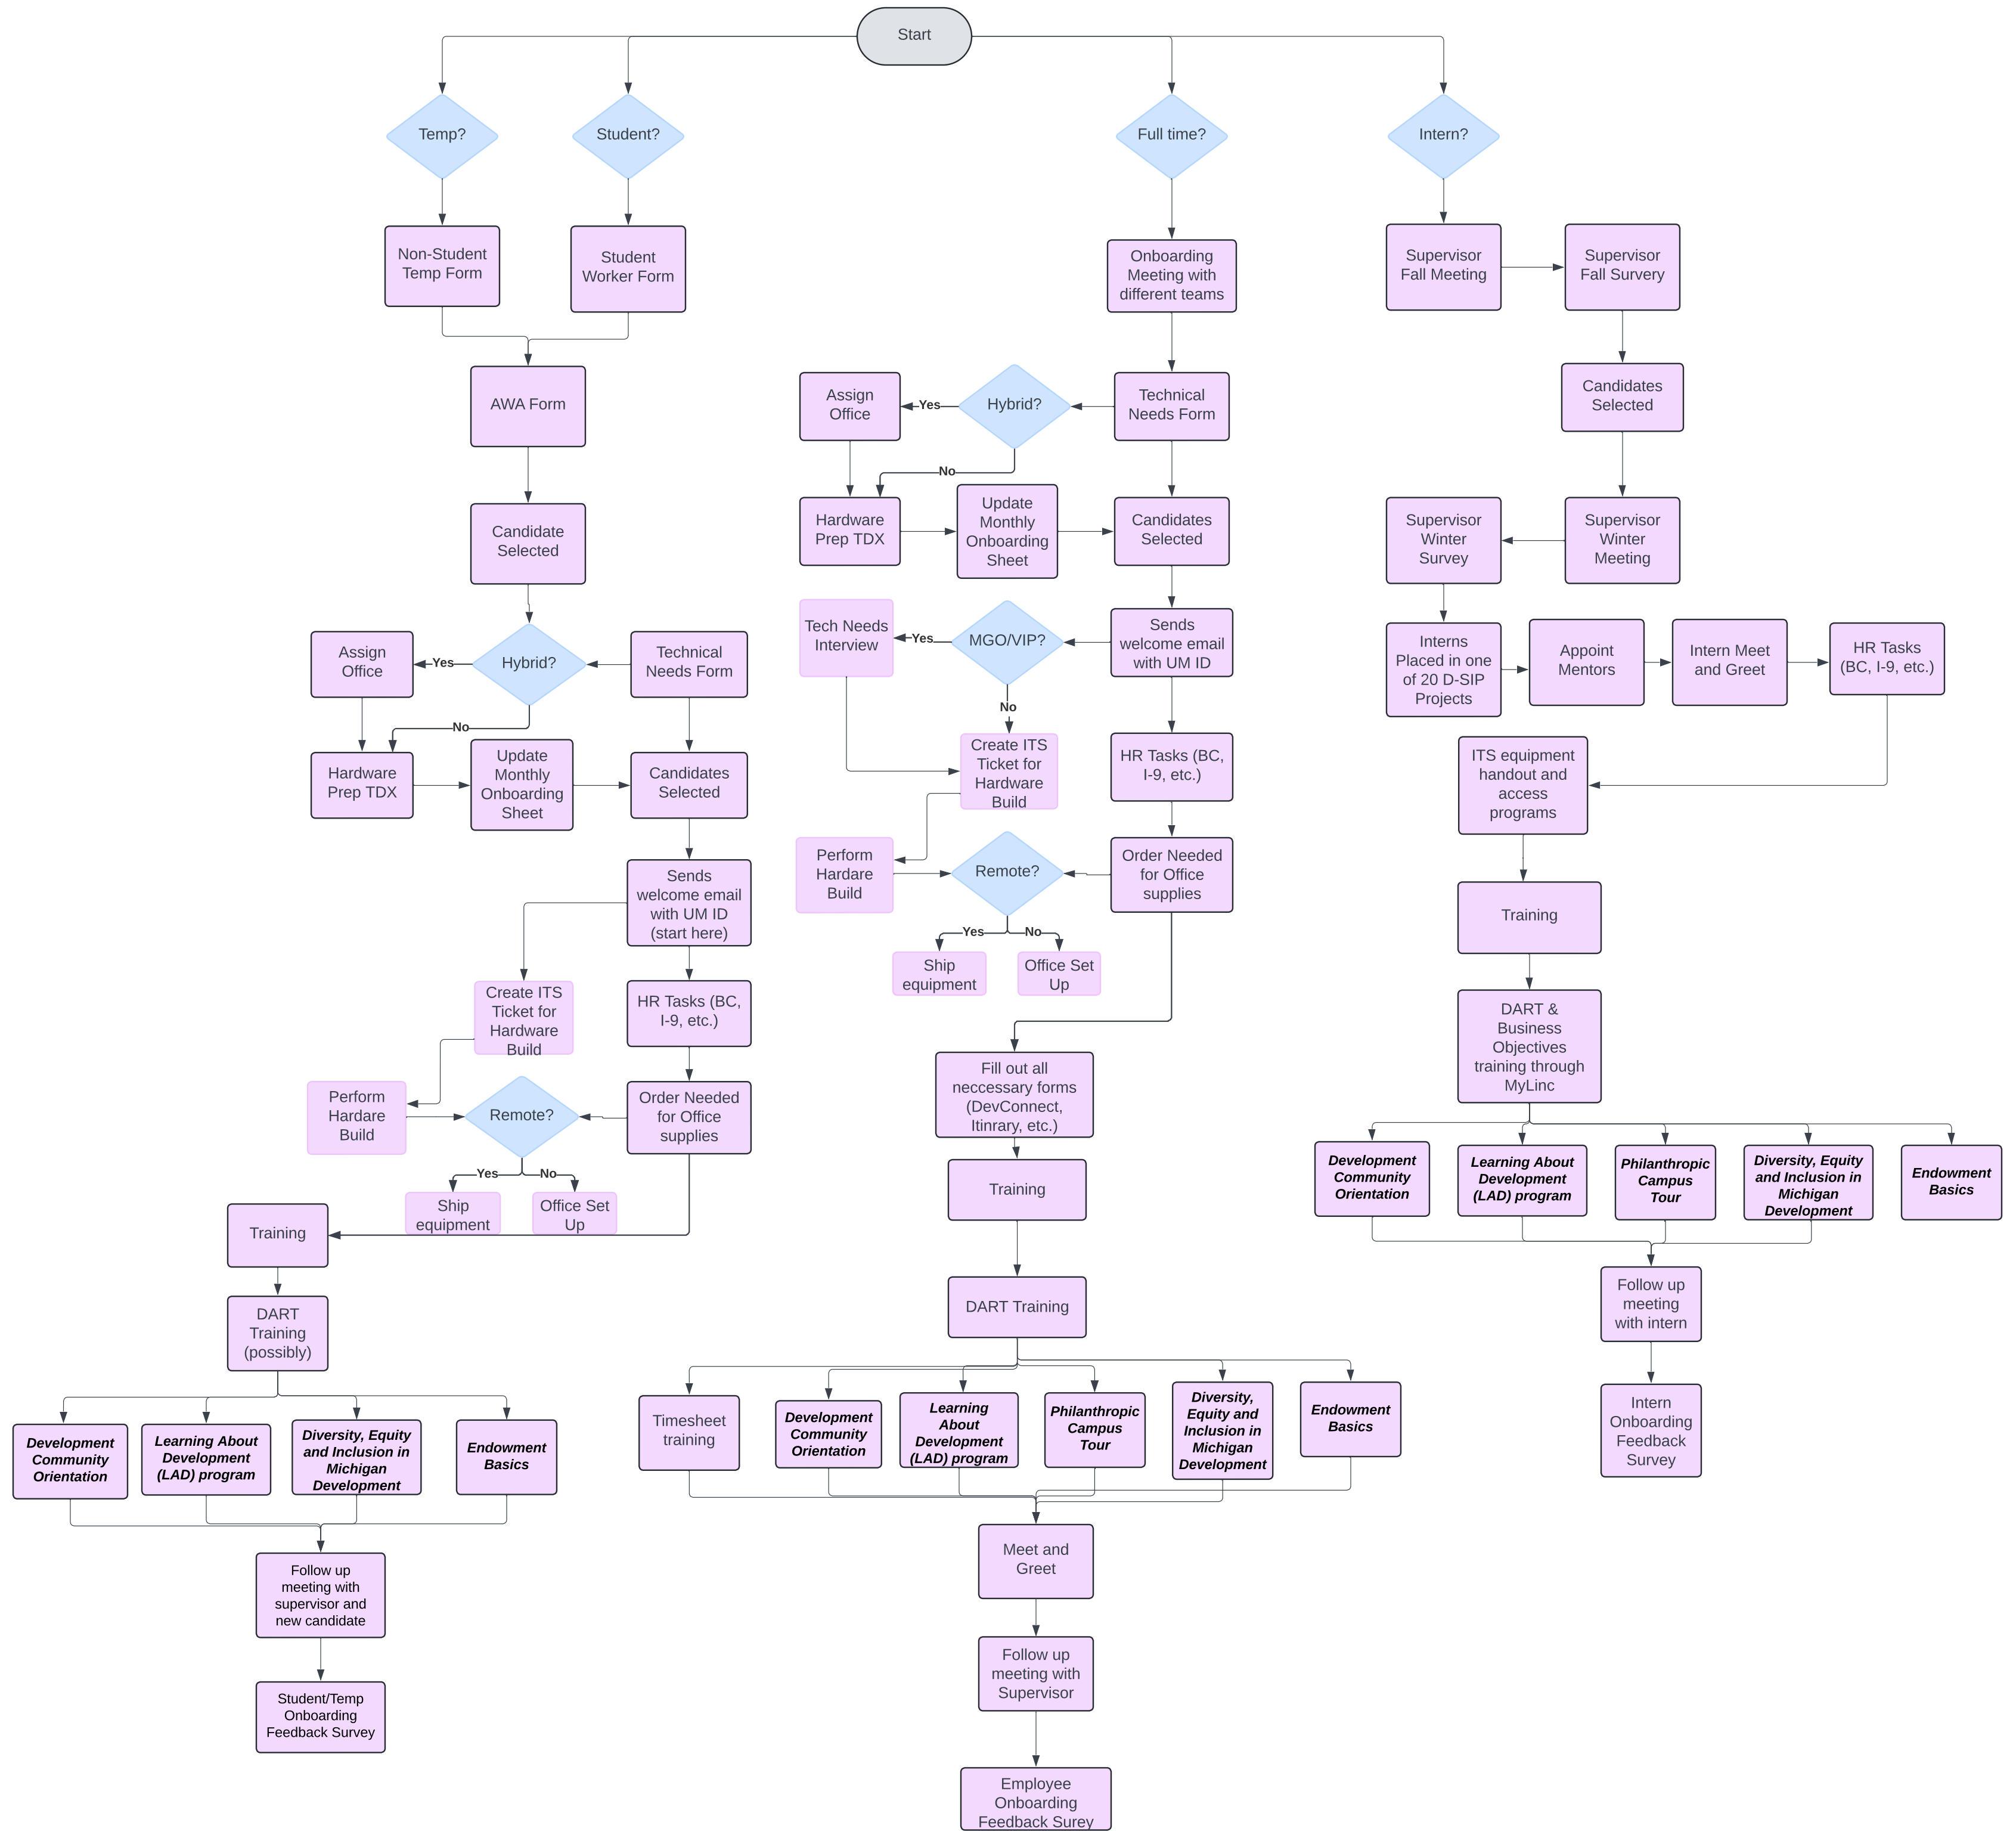 Start
Temp?
Student?
Full time?
Intern?
Non-Student
Temp Form
Student
Worker Form
AWA Form
Candidate
Selected
Assign
Office
Yes
Hybrid?
Technical
Needs Form
No
Hardware
Prep TDX
Update
Monthly
Onboarding
Sheet
Candidates
Selected
Sends
welcome email
with UM ID
(start here)
Create ITS
Ticket for
Hardware
Build
HR Tasks (BC,
I-9, etc.)
Perform
Hardare
Build
Remote?
Order Needed
for Office
supplies
Yes
No
Ship
equipment
Office Set
Up
Training
DART
Training
(possibly)
Development
Community
Orientation
Learning About
Development
(LAD) program
Diversity, Equity
and Inclusion in
Michigan
Development
Endowment
Basics
Follow up
meeting with
supervisor and
new candidate
Student/Temp
Onboarding
Feedback Survey
Onboarding
Meeting with
different teams
Assign
Office
Yes
Hybrid?
Technical
Needs Form
No
Hardware
Prep TDX
Update
Monthly
Onboarding
Sheet
Candidates
Selected
Tech Needs
Interview
Yes
MGO/VIP?
Sends
welcome email
with UM ID
No
Create ITS
Ticket for
Hardware
Build
HR Tasks (BC,
I-9, etc.)
Perform
Hardare
Build
Remote?
Order Needed
for Office
supplies
Yes
No
Ship
equipment
Office Set
Up
Fill out all
neccessary forms
(DevConnect,
Itinrary, etc.)
Training
DART Training
Timesheet
training
Development
Community
Orientation
Learning
About
Development
(LAD) program
Philanthropic
Campus
Tour
Diversity,
Equity and
Inclusion in
Michigan
Development
Endowment
Basics
Meet and
Greet
Follow up
meeting with
Supervisor
Employee
Onboarding
Feedback Surey
Supervisor
Fall Meeting
Supervisor
Fall Survery
Candidates
Selected
Supervisor
Winter
Survey
Supervisor
Winter
Meeting
Interns
Placed in one
of 20 D-SIP
Projects
Appoint
Mentors
Intern Meet
and Greet
HR Tasks
(BC, I-9, etc.)
ITS equipment
handout and
access
programs
Training
DART &
Business
Objectives
training through
MyLinc
Development
Community
Orientation
Learning About
Development
(LAD) program
Philanthropic
Campus
Tour
Diversity, Equity
and Inclusion in
Michigan
Development
Endowment
Basics
Follow up
meeting
with intern
Intern
Onboarding
Feedback
Survey